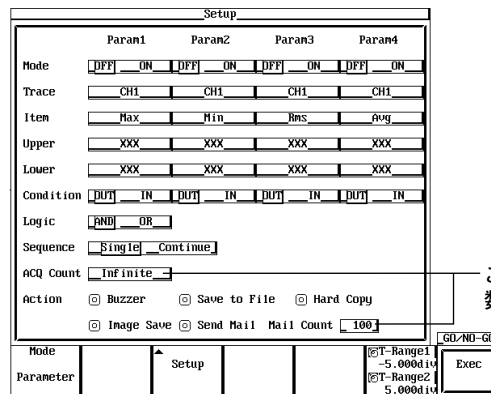 Setup
Param1 Param2 Param3 Param4
Mode OFF ON OFF ON OFF ON OFF ON
Trace CH1 CH1 CH1 CH1
Item Max Min Rms Avg
Upper XXX XXX XXX XXX
Lower XXX XXX XXX XXX
Condition OUT IN OUT IN OUT IN OUT IN
Logic AND OR
Sequence Single Continue
ACQ Count Infinite
Action Buzzer Save to File Hard Copy
Image Save Send Mail Mail Count 100
GO/NO-GO
Mode
Parameter
Setup
T-Range1
-5.000div
T-Range2
5.000div
Exec